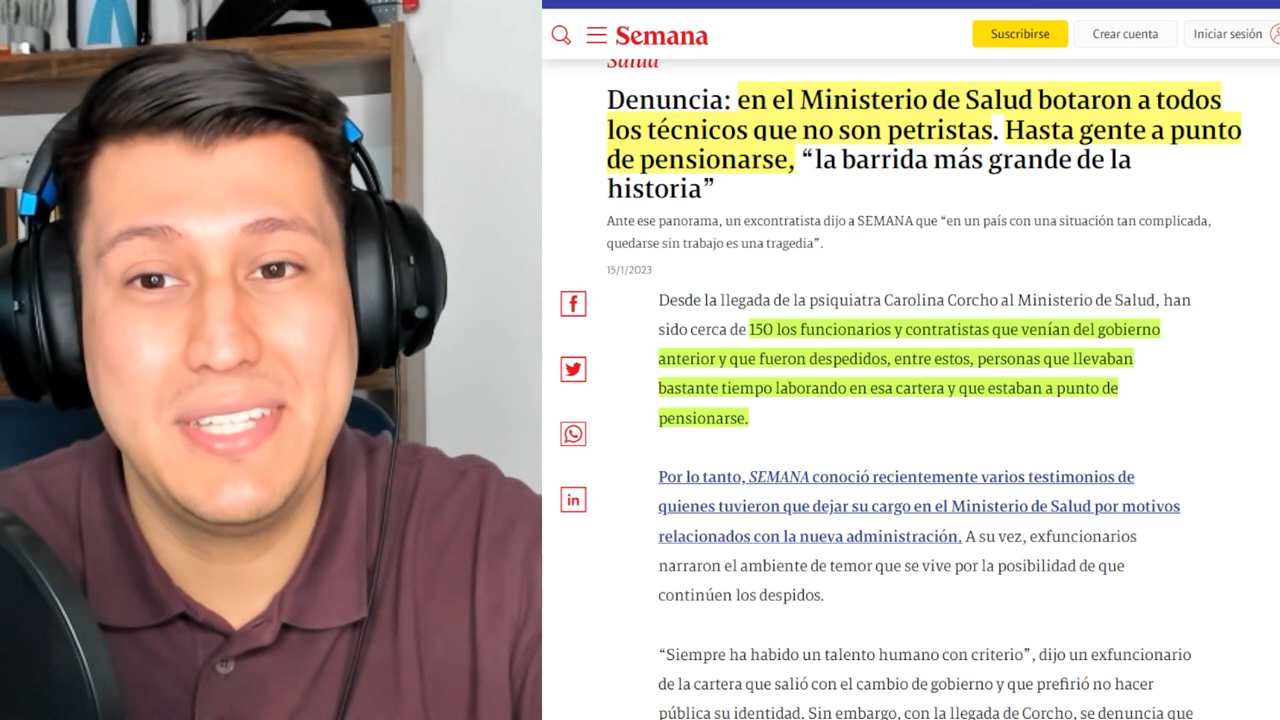 Semana
Suscribirse
Crear cuenta
Iniciar sesión
Salud
Denuncia: en el Ministerio de Salud botaron a todos
los técnicos que no son petristas. Hasta gente a punto
de pensionarse, “la barrida más grande de la
historia”
Ante ese panorama, un excontratista dijo a SEMANA que “en un país con una situación tan complicada,
quedarse sin trabajo es una tragedia”.
15/1/2023
Desde la llegada de la psiquiatra Carolina Corcho al Ministerio de Salud, han
sido cerca de 150 los funcionarios y contratistas que venían del gobierno
anterior y que fueron despedidos, entre estos, personas que llevaban
bastante tiempo laborando en esa cartera y que estaban a punto de
pensionarse.
Por lo tanto, SEMANA conoció recientemente varios testimonios de
quienes tuvieron que dejar su cargo en el Ministerio de Salud por motivos
relacionados con la nueva administración. A su vez, exfuncionarios
narraron el ambiente de temor que se vive por la posibilidad de que
continúen los despidos.
“Siempre ha habido un talento humano con criterio”, dijo un exfuncionario
de la cartera que salió con el cambio de gobierno y que prefirió no hacer
pública su identidad. Sin embargo, con la llegada de Corcho, se denuncia que